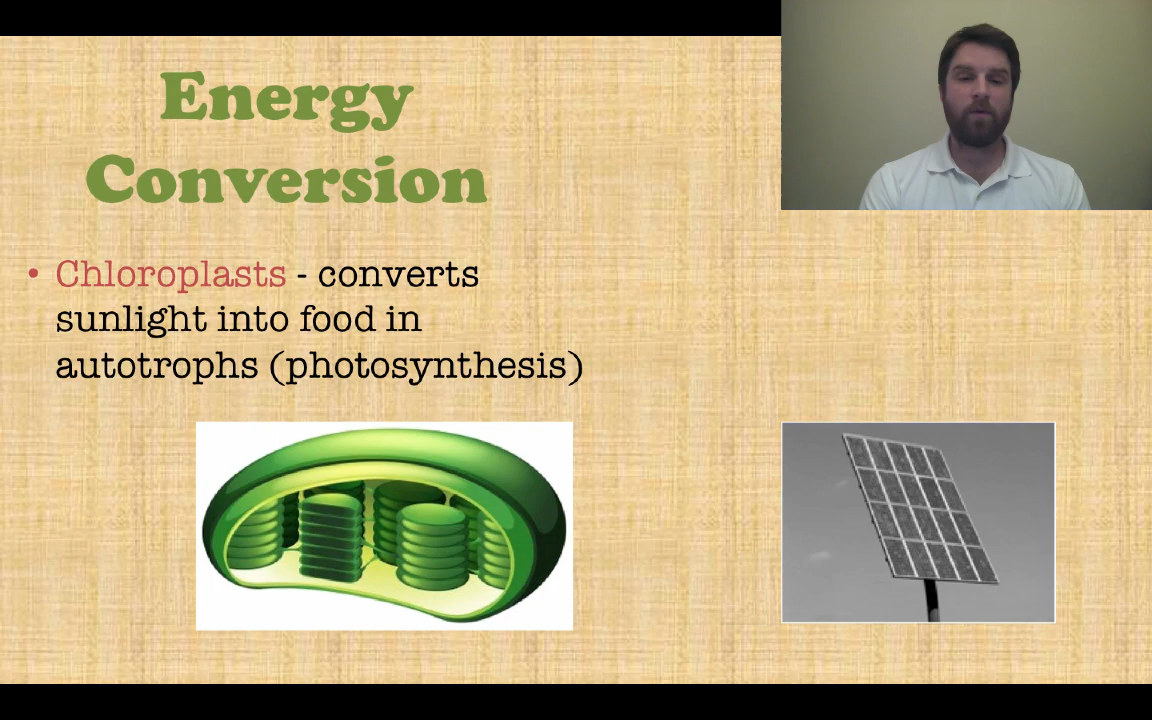 Energy
Conversion
• Chloroplasts - converts
sunlight into food in
autotrophs (photosynthesis)